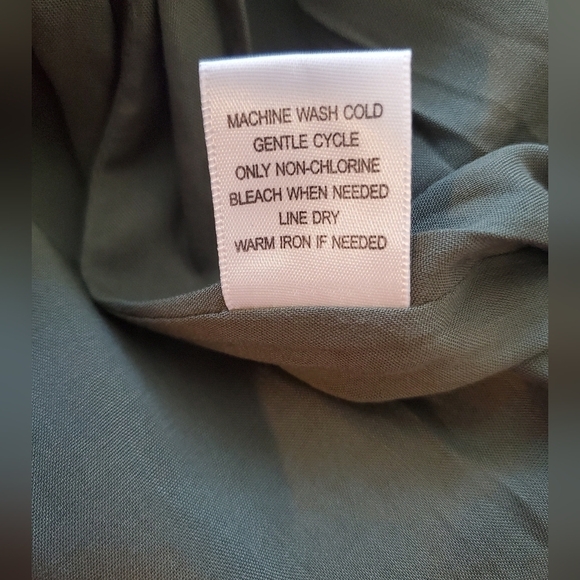 MACHINE WASH COLD
GENTLE CYCLE
ONLY NON-CHLORINE
BLEACH WHEN NEEDED
LINE DRY
WARM IRON IF NEEDED